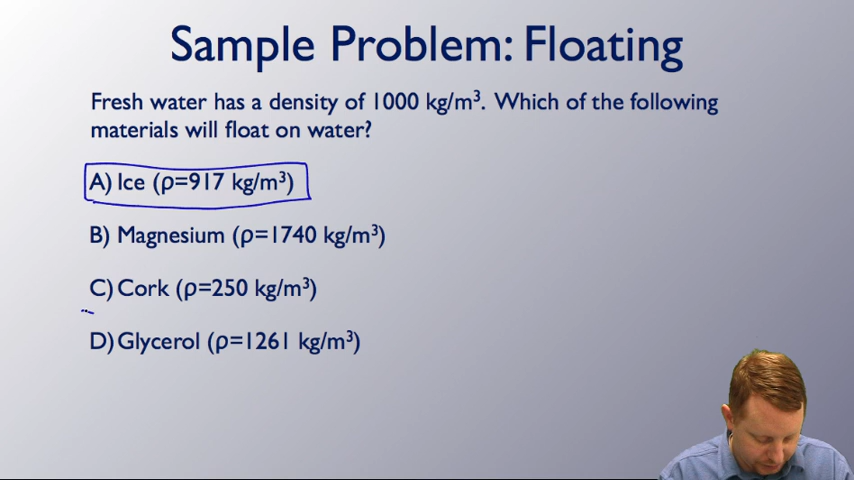 Sample Problem: Floating
Fresh water has a density of 1000 kg/m³. Which of the following
materials will float on water?
A) Ice (ρ=917 kg/m³)
B) Magnesium (ρ=1740 kg/m³)
C) Cork (ρ=250 kg/m³)
D) Glycerol (ρ=1261 kg/m³)